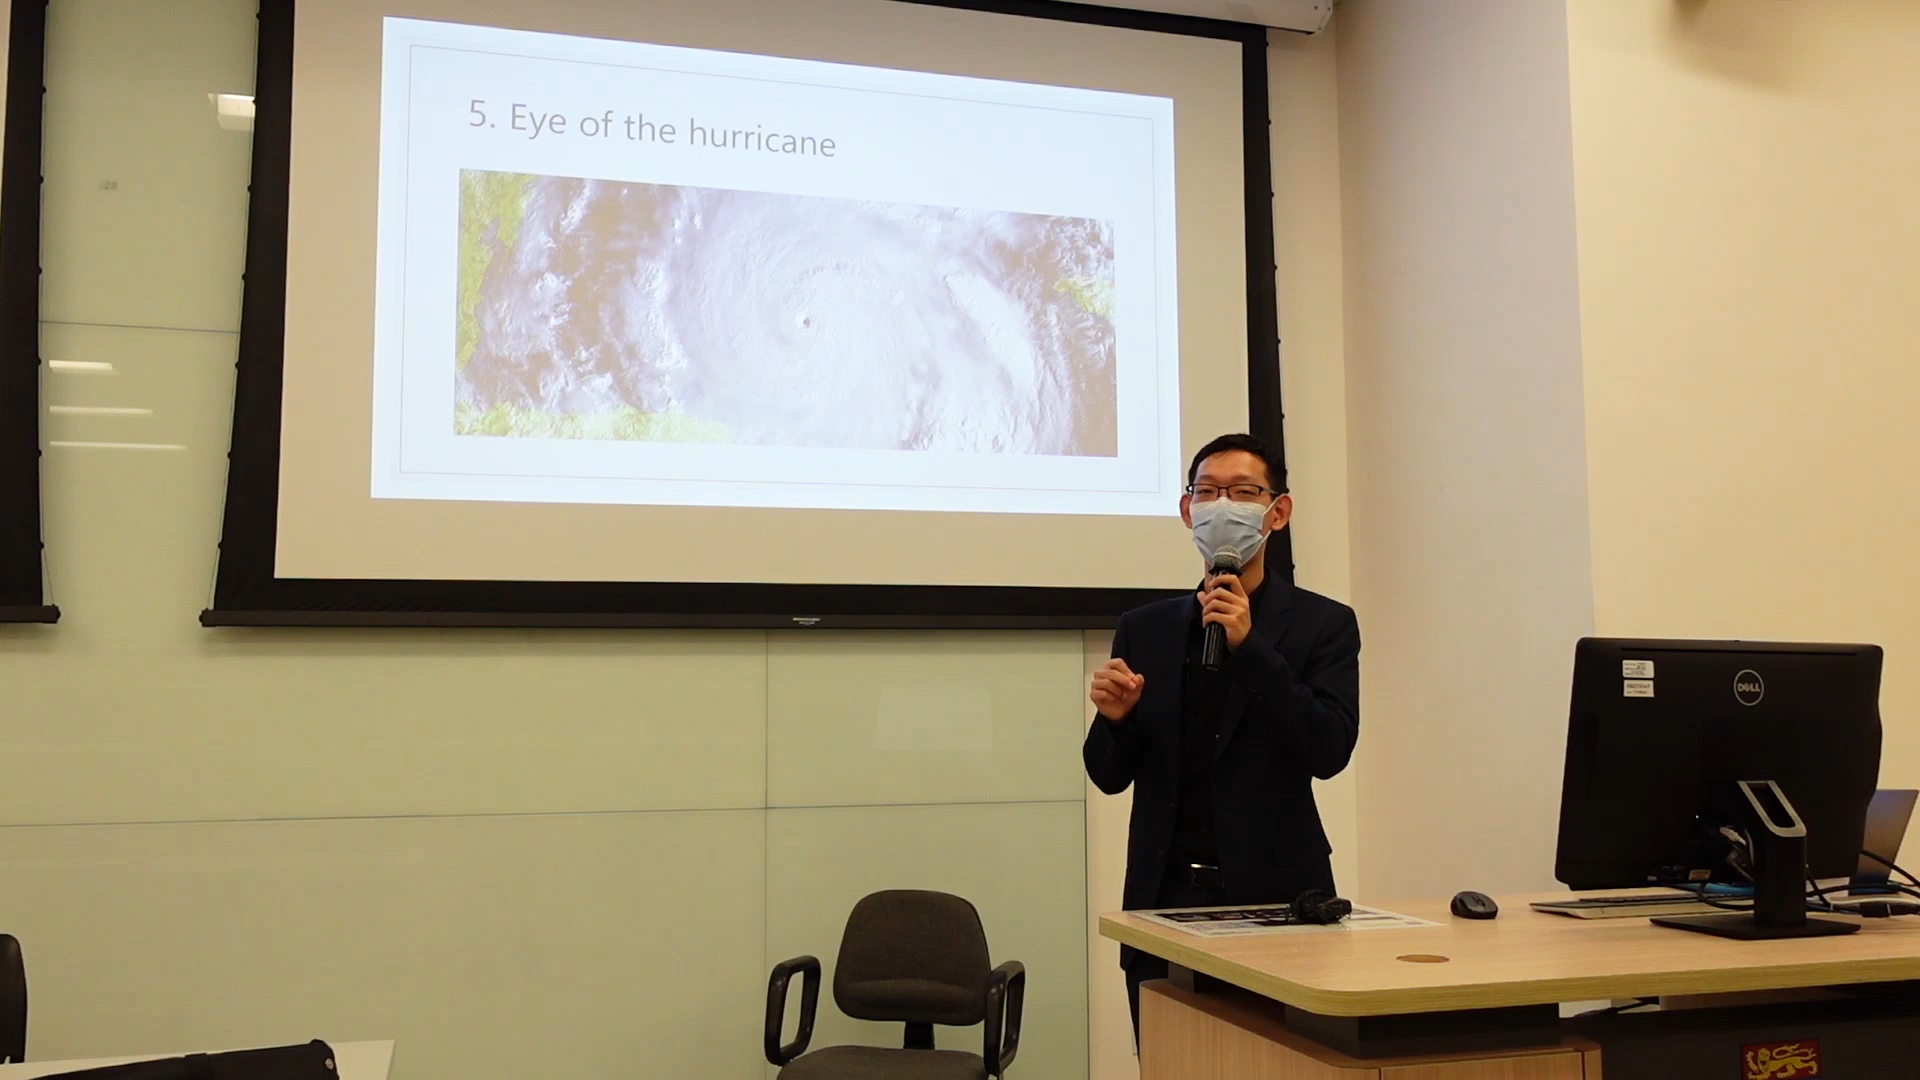 5. Eye of the hurricane
DELL